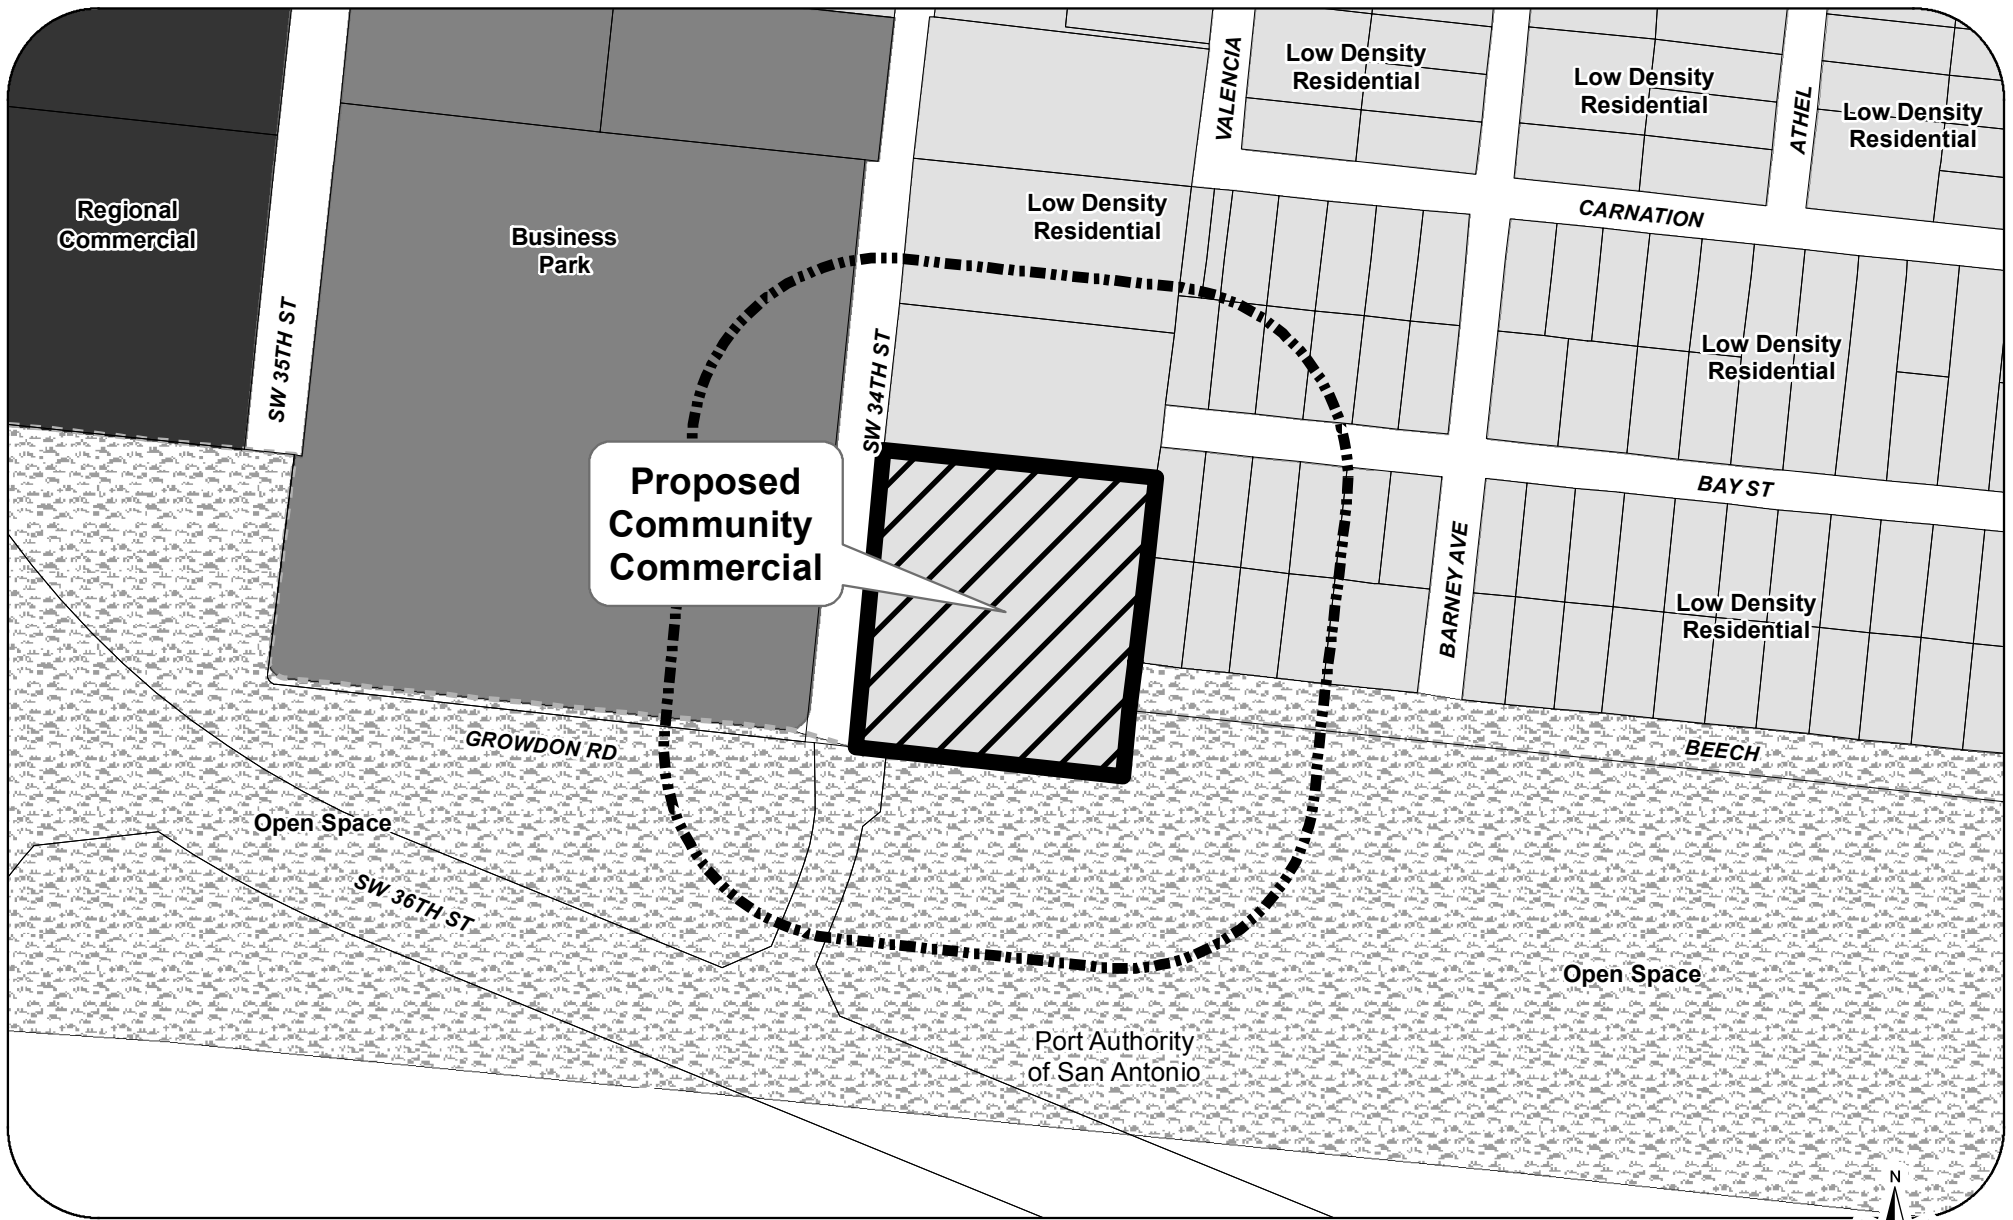 VALENCIA
Low Density
Residential
Low Density
Residential
ATHEL
Low Density
Residential
Regional
Commercial
Business
Park
Low Density
Residential
CARNATION
SW 35TH ST
SW 34TH ST
Low Density
Residential
Proposed
Community
Commercial
BAY ST
BARNEY AVE
Low Density
Residential
GROWDON RD
BEECH
Open Space
SW 36TH ST
Open Space
Port Authority
of San Antonio
N